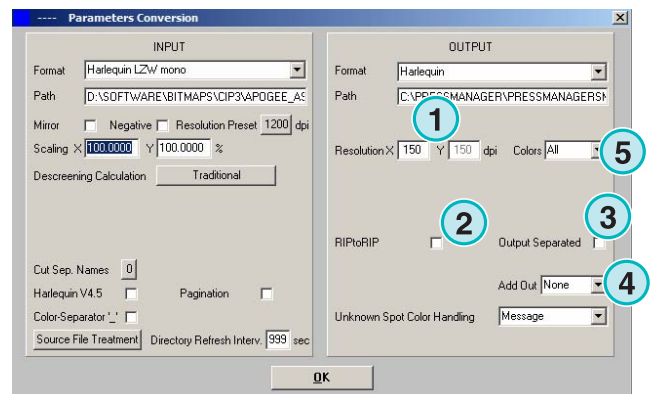 ---- Parameters Conversion
INPUT
Format Harlequin LZW mono
Path D:\SOFTWARE\BITMAPS\CIP3\APOGEE_AS
Mirror Negative Resolution Preset 1200 dpi
Scaling X 100.0000 Y 100.0000 %
Descreening Calculation Traditional
Cut Sep. Names 0
Harlequin V4.5 Pagination
Color-Separator '_'
Source File Treatment Directory Refresh Interv. 999 sec
OUTPUT
Format Harlequin
Path C:\PRESSMANAGER\PRESSMANAGERSM
1
Resolution X 150 Y 150 dpi Colors All 5
2 3
RIPtoRIP Output Separated
Add Out None 4
Unknown Spot Color Handling Message
OK